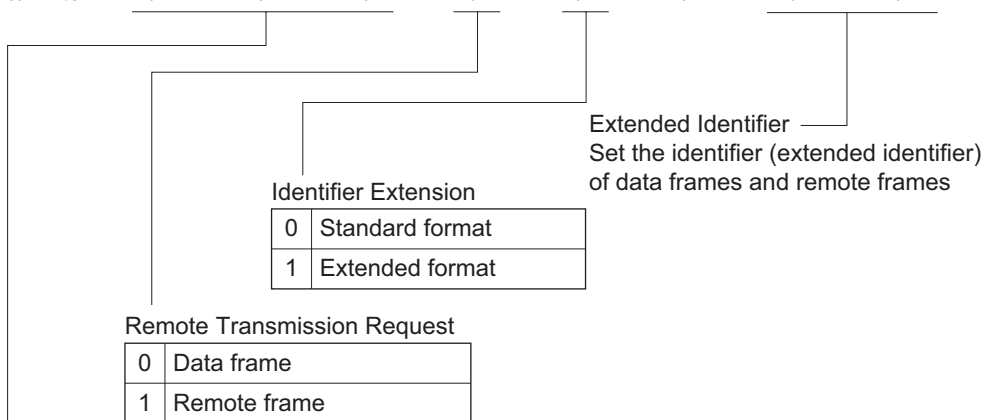 Extended Identifier
Set the identifier (extended identifier)
of data frames and remote frames
Identifier Extension
0 Standard format
1 Extended format
Remote Transmission Request
0 Data frame
1 Remote frame